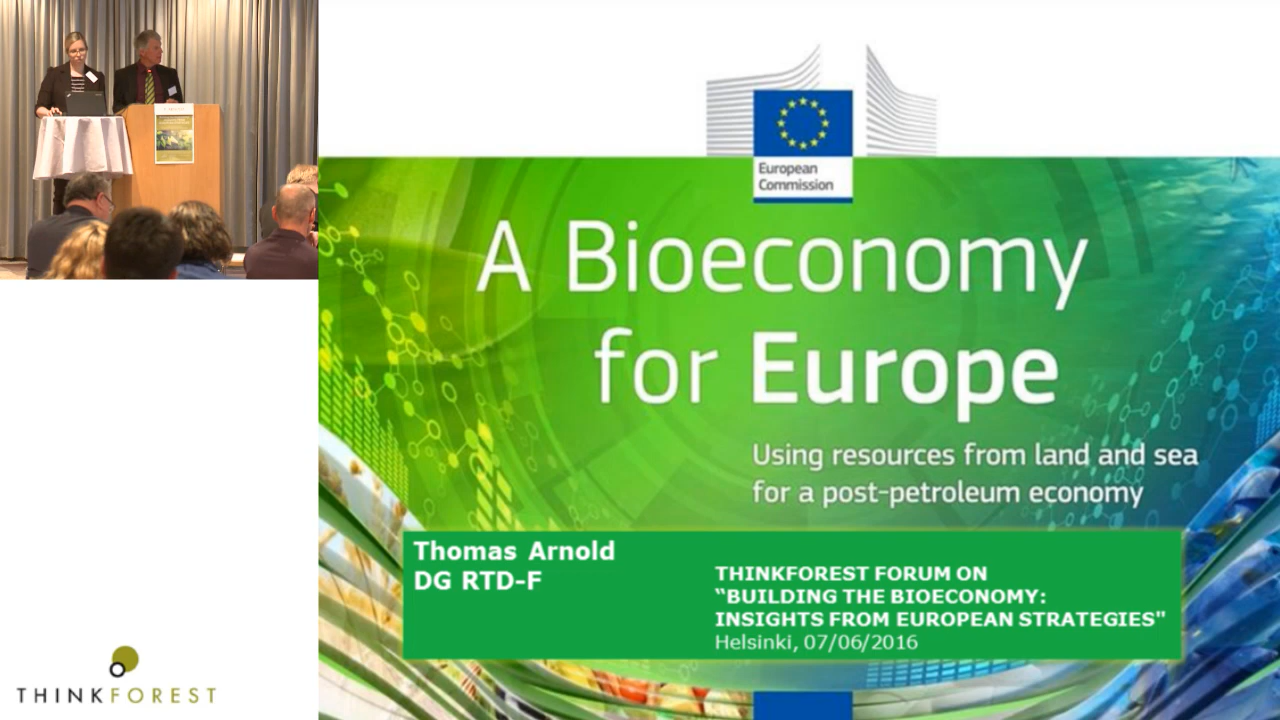 European
Commission
A Bioeconomy
for Europe
Using resources from land and sea
for a post-petroleum economy
Thomas Arnold
DG RTD-F
THINKFOREST FORUM ON
“BUILDING THE BIOECONOMY:
INSIGHTS FROM EUROPEAN STRATEGIES"
Helsinki, 07/06/2016
THINKFOREST